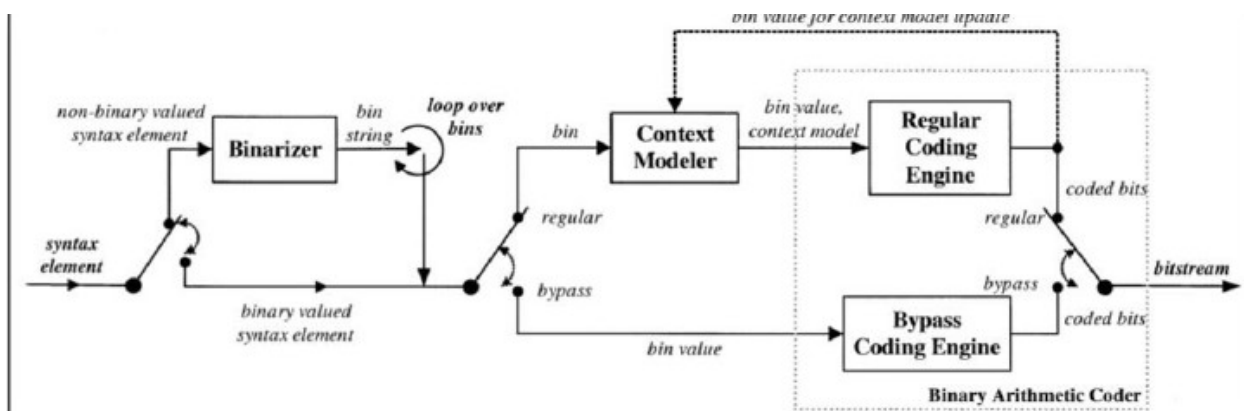 bin value for context model update
non-binary valued
syntax element
bin
string
loop over
bins
Binarizer
bin
Context
Modeler
bin value,
context model
Regular
Coding
Engine
coded bits
regular
regular
syntax
element
bitstream
bypass
bypass
binary valued
syntax element
bin value
Bypass
Coding Engine
coded bits
Binary Arithmetic Coder